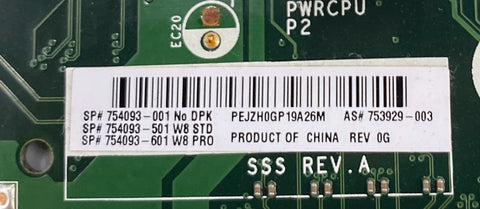 PWRCPU
P2
EC20
SP# 754093-001 No DPK PEJZH0GP19A26M AS# 753929-003
SP# 754093-501 W8 STD
SP# 754093-601 W8 PRO PRODUCT OF CHINA REV 0G
SSS REV.A